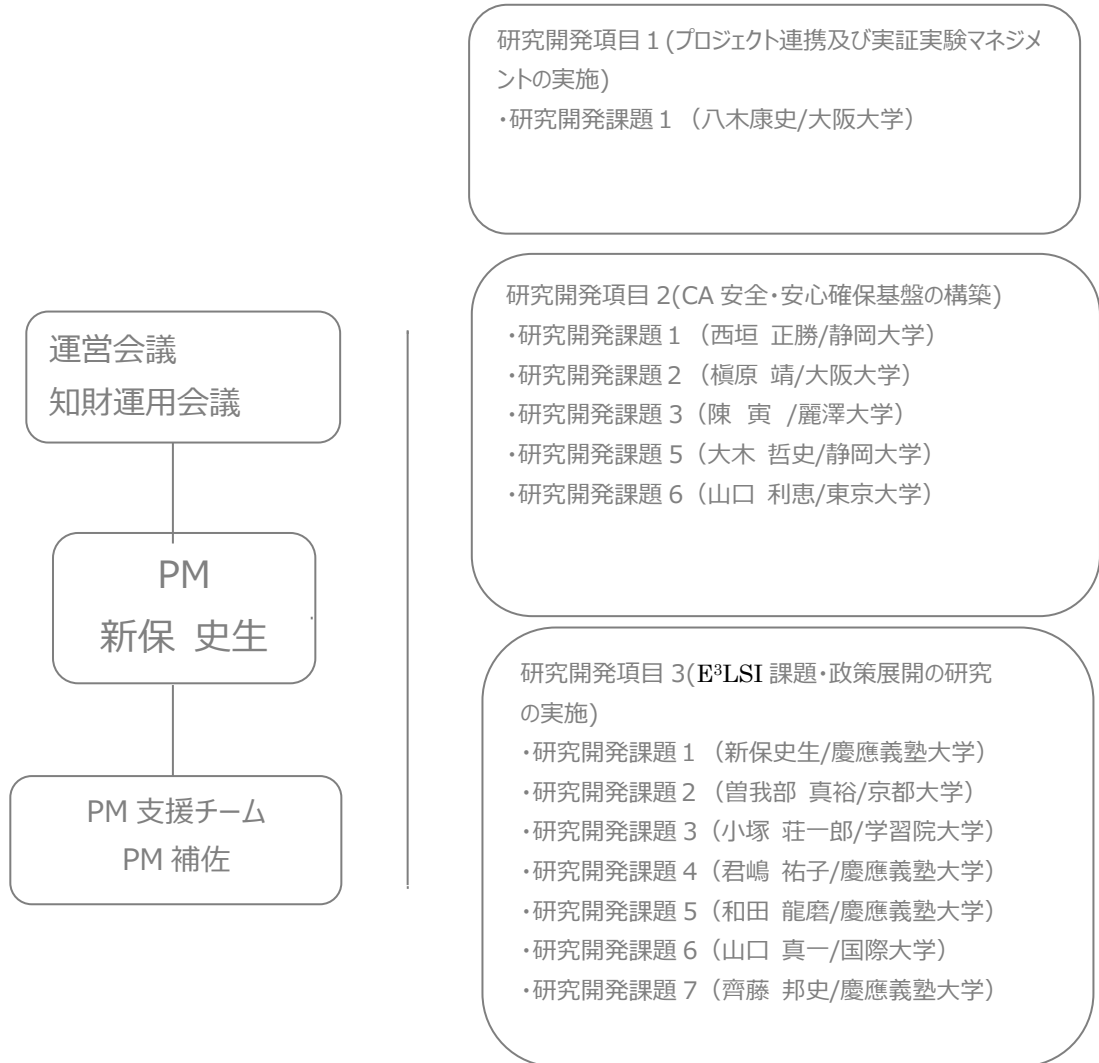 研究開発項目1(プロジェクト連携及び実証実験マネジメ
ントの実施)
・研究開発課題1 (八木康史/大阪大学)
運営会議
知財運用会議
PM
新保 史生
PM 支援チーム
PM 補佐
研究開発項目 2(CA 安全・安心確保基盤の構築)
・研究開発課題1 (西垣 正勝/静岡大学)
・研究開発課題2 (槇原 靖/大阪大学)
・研究開発課題3 (陳 寅 /麗澤大学)
・研究開発課題5 (大木 哲史/静岡大学)
・研究開発課題6 (山口 利恵/東京大学)
研究開発項目 3(E³LSI 課題・政策展開の研究
の実施)
・研究開発課題1 (新保史生/慶應義塾大学)
・研究開発課題2 (曽我部 真裕/京都大学)
・研究開発課題3 (小塚 荘一郎/学習院大学)
・研究開発課題4 (君嶋 祐子/慶應義塾大学)
・研究開発課題5 (和田 龍磨/慶應義塾大学)
・研究開発課題6 (山口 真一/国際大学)
・研究開発課題7 (齊藤 邦史/慶應義塾大学)